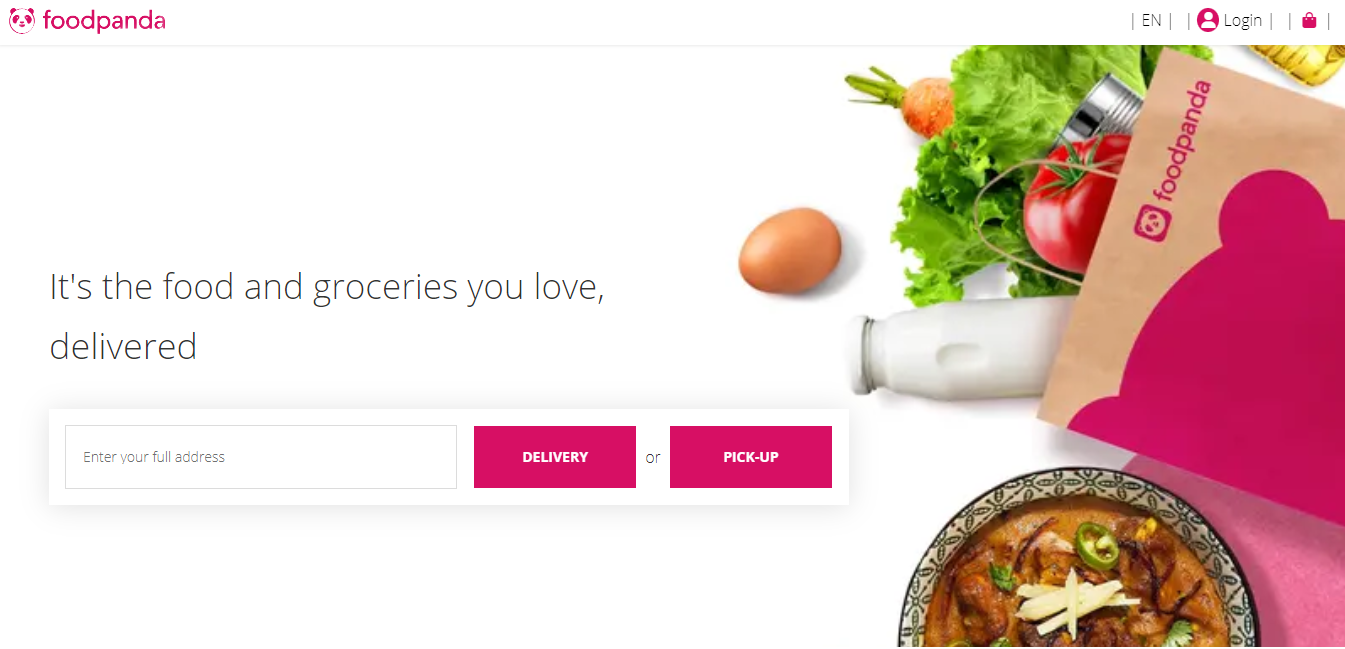 foodpanda
| EN | | Login | | |
It's the food and groceries you love,
delivered
Enter your full address
DELIVERY or PICK-UP
foodpanda